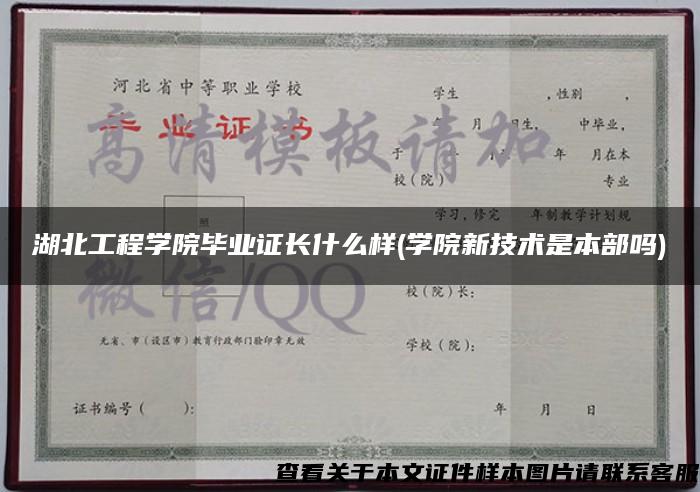 河北省中等职业学校
毕业证书
高清模板请加
微信/QQ
照
无省、市(设区市)教育行政部门验印章无效
证书编号( ):
学生 ,性别 ,
年 月 日生, 中毕业,
于 年 月在本
校(院) 专业
学习,修完 年制教学计划规
湖北工程学院毕业证长什么样(学院新技术是本部吗)
校(院)长:
学校(院):
年 月 日
查看关于本文证件样本图片请联系客服